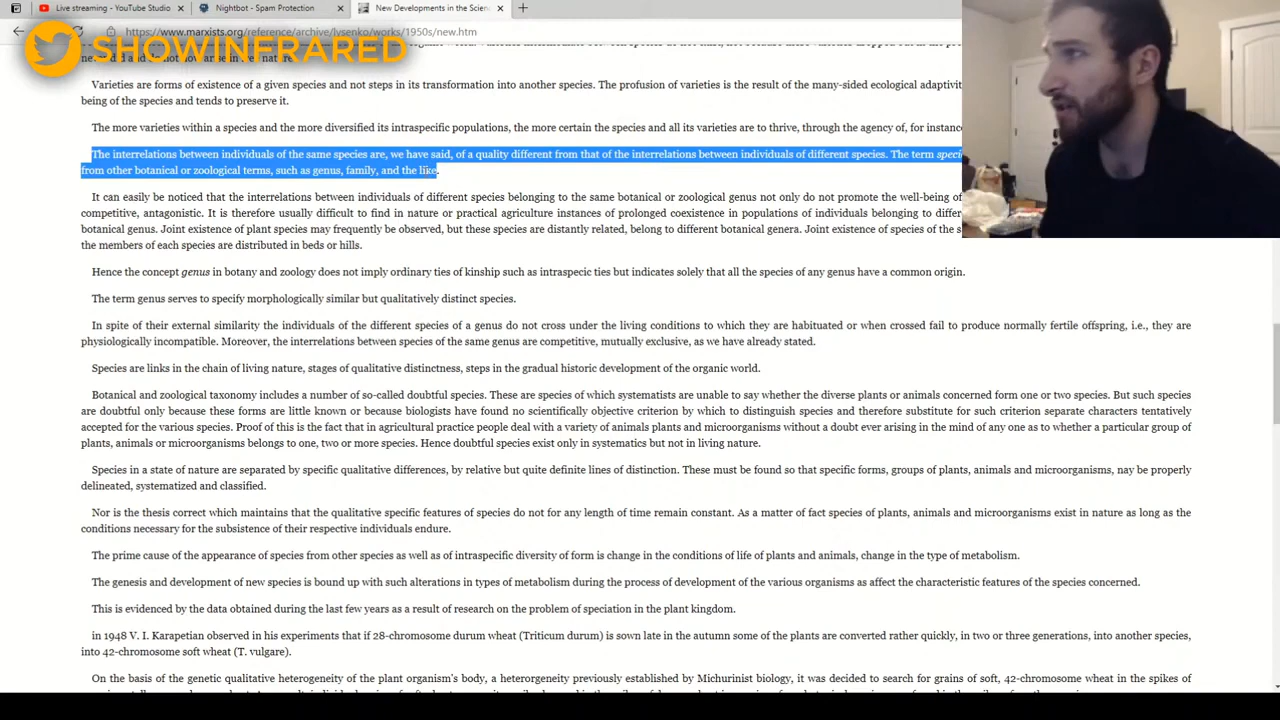 Live streaming - YouTube Studio
Nightbot - Spam Protection
New Developments in the Scien
https://www.marxists.org/reference/archive/lysenko/works/1950s/new.htm
SHOWINFRARED
Varieties are forms of existence of a given species and not steps in its transformation into another species. The profusion of varieties is the result of the many-sided ecological adaptivit
being of the species and tends to preserve it.
The more varieties within a species and the more diversified its intraspecific populations, the more certain the species and all its varieties are to thrive, through the agency of, for instanc
The interrelations between individuals of the same species are, we have said, of a quality different from that of the interrelations between individuals of different species. The term speci
from other botanical or zoological terms, such as genus, family, and the like.
It can easily be noticed that the interrelations between individuals of different species belonging to the same botanical or zoological genus not only do not promote the well-being of
competitive, antagonistic. It is therefore usually difficult to find in nature or practical agriculture instances of prolonged coexistence in populations of individuals belonging to differ
botanical genus. Joint existence of plant species may frequently be observed, but these species are distantly related, belong to different botanical genera. Joint existence of species of the s
the members of each species are distributed in beds or hills.
Hence the concept genus in botany and zoology does not imply ordinary ties of kinship such as intraspecic ties but indicates solely that all the species of any genus have a common origin.
The term genus serves to specify morphologically similar but qualitatively distinct species.
In spite of their external similarity the individuals of the different species of a genus do not cross under the living conditions to which they are habituated or when crossed fail to produce normally fertile offspring, i.e., they are
physiologically incompatible. Moreover, the interrelations between species of the same genus are competitive, mutually exclusive, as we have already stated.
Species are links in the chain of living nature, stages of qualitative distinctness, steps in the gradual historic development of the organic world.
Botanical and zoological taxonomy includes a number of so-called doubtful species. These are species of which systematists are unable to say whether the diverse plants or animals concerned form one or two species. But such species
are doubtful only because these forms are little known or because biologists have found no scientifically objective criterion by which to distinguish species and therefore substitute for such criterion separate characters tentatively
accepted for the various species. Proof of this is the fact that in agricultural practice people deal with a variety of animals plants and microorganisms without a doubt ever arising in the mind of any one as to whether a particular group of
plants, animals or microorganisms belongs to one, two or more species. Hence doubtful species exist only in systematics but not in living nature.
Species in a state of nature are separated by specific qualitative differences, by relative but quite definite lines of distinction. These must be found so that specific forms, groups of plants, animals and microorganisms, nay be properly
delineated, systematized and classified.
Nor is the thesis correct which maintains that the qualitative specific features of species do not for any length of time remain constant. As a matter of fact species of plants, animals and microorganisms exist in nature as long as the
conditions necessary for the subsistence of their respective individuals endure.
The prime cause of the appearance of species from other species as well as of intraspecific diversity of form is change in the conditions of life of plants and animals, change in the type of metabolism.
The genesis and development of new species is bound up with such alterations in types of metabolism during the process of development of the various organisms as affect the characteristic features of the species concerned.
This is evidenced by the data obtained during the last few years as a result of research on the problem of speciation in the plant kingdom.
in 1948 V. I. Karapetian observed in his experiments that if 28-chromosome durum wheat (Triticum durum) is sown late in the autumn some of the plants are converted rather quickly, in two or three generations, into another species,
into 42-chromosome soft wheat (T. vulgare).
On the basis of the genetic qualitative heterogeneity of the plant organism's body, a heterorgeneity previously established by Michurinist biology, it was decided to search for grains of soft, 42-chromosome wheat in the spikes of